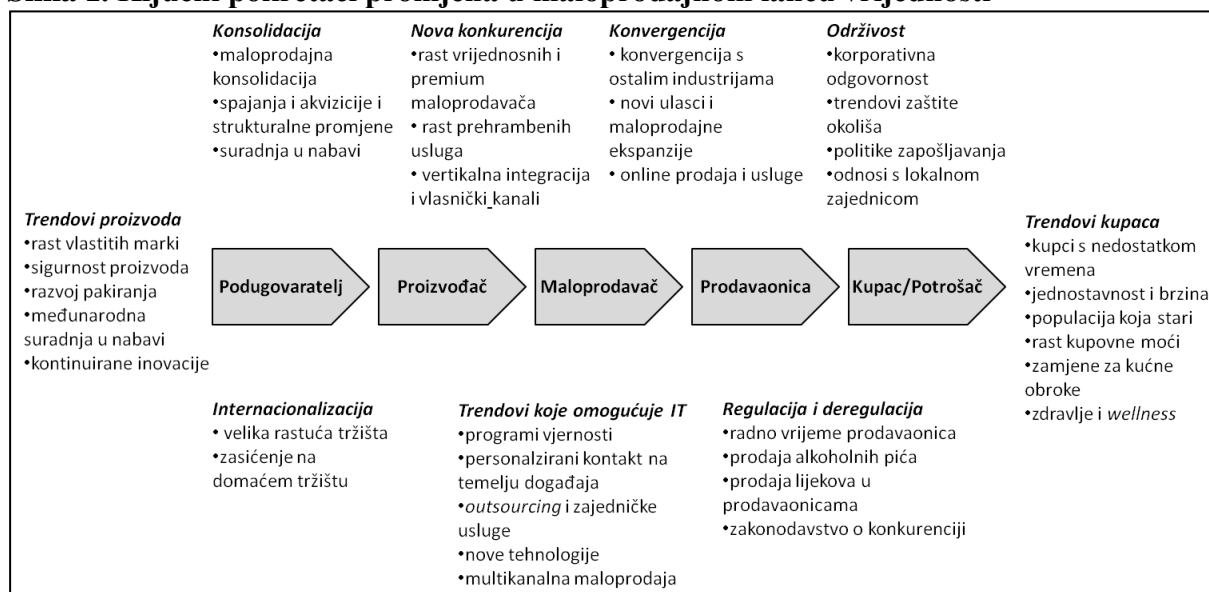 Ključni pokretači promjena u maloprodajnom lancu vrijednosti
Konsolidacija
•maloprodajna
konsolidacija
•spajanja i akvizicije i
strukturalne promjene
•suradnja u nabavi
Nova konkurencija
•rast vrijednosnih i
premium
maloprodavača
• rast prehrambenih
usluga
• vertikalna integracija
i vlasnički_kanali
Konvergencija
• konvergencija s
ostalim industrijama
• novi ulasci i
maloprodajne
ekspanzije
• online prodaja i usluge
Održivost
•korporativna
odgovornost
•trendovi zaštite
okoliša
•politike zapošljavanja
•odnosi s lokalnom
zajednicom
Trendovi proizvoda
•rast vlastitih marki
•sigurnost proizvoda
•razvoj pakiranja
•međunarodna
suradnja u nabavi
•kontinuirane inovacije
Podugovaratelj
Proizvođač
Maloprodavač
Prodavaonica
Kupac/Potrošač
Trendovi kupaca
•kupci s nedostatkom
vremena
•jednostavnost i brzina
•populacija koja stari
•rast kupovne moći
•zamjene za kućne
obroke
•zdravlje i wellness
Internacionalizacija
• velika rastuća tržišta
•zasićenje na
domaćem tržištu
Trendovi koje omogućuje IT
•programi vjernosti
•personalzirani kontakt na
temelju događaja
•outsourcing i zajedničke
usluge
•nove tehnologije
•multikanalna maloprodaja
Regulacija i deregulacija
•radno vrijeme prodavaonica
•prodaja alkoholnih pića
•prodaja lijekova u
prodavaonicama
•zakonodavstvo o konkurenciji